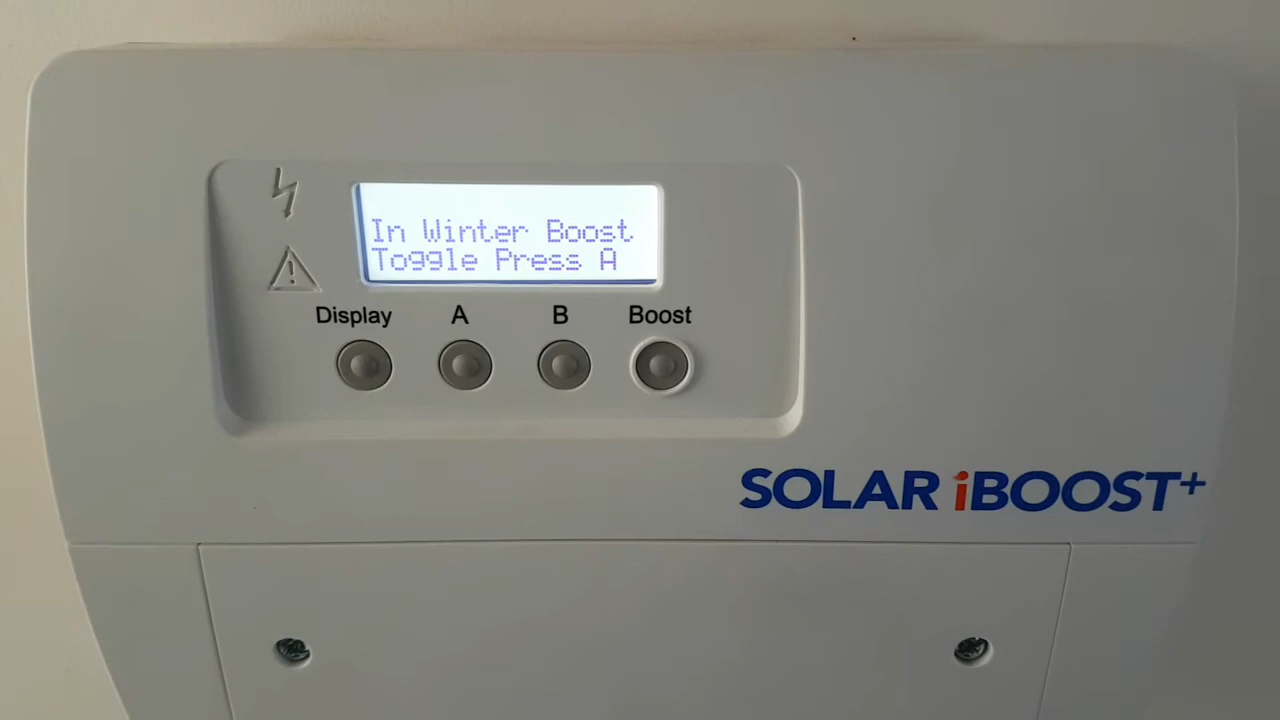 In Winter Boost
Toggle Press A
Display A B Boost
SOLAR iBOOST+